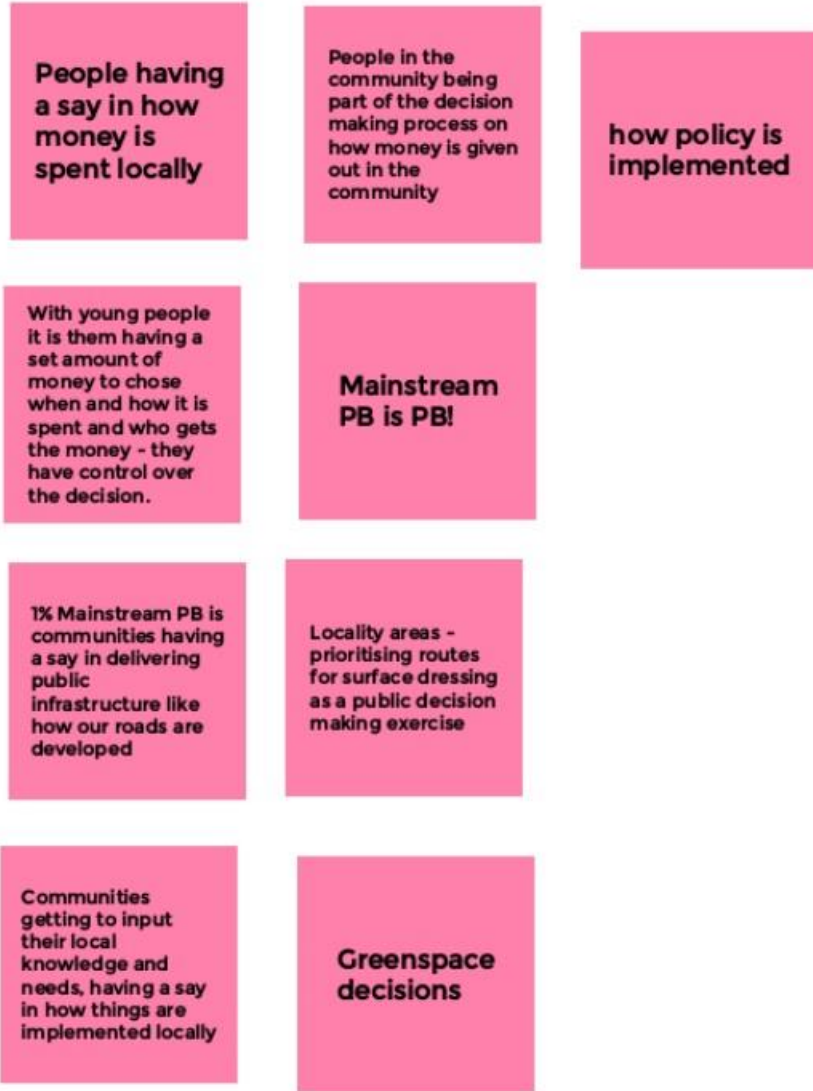 People having
a say in how
money is
spent locally
People in the
community being
part of the decision
making process on
how money is given
out in the
community
how policy is
implemented
With young people
it is them having a
set amount of
money to chose
when and how it is
spent and who gets
the money - they
have control over
the decision.
Mainstream
PB is PB!
1% Mainstream PB is
communities having
a say in delivering
public
infrastructure like
how our roads are
developed
Locality areas -
prioritising routes
for surface dressing
as a public decision
making exercise
Communities
getting to input
their local
knowledge and
needs, having a say
in how things are
implemented locally
Greenspace
decisions